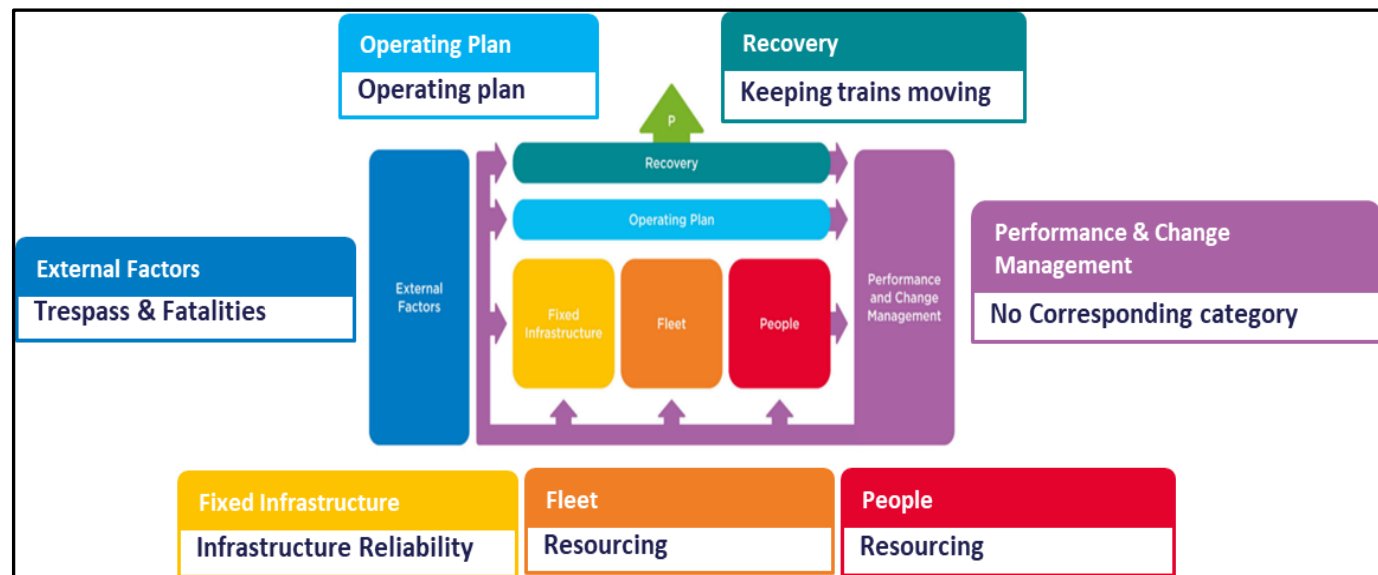 Operating Plan
Operating plan
Recovery
Keeping trains moving
P
Recovery
Operating Plan
External Factors
Trespass & Fatalities
External
Factors
Fixed
Infrastructure
Fleet
People
Performance
and Change
Management
Performance & Change
Management
No Corresponding category
Fixed Infrastructure
Infrastructure Reliability
Fleet
Resourcing
People
Resourcing